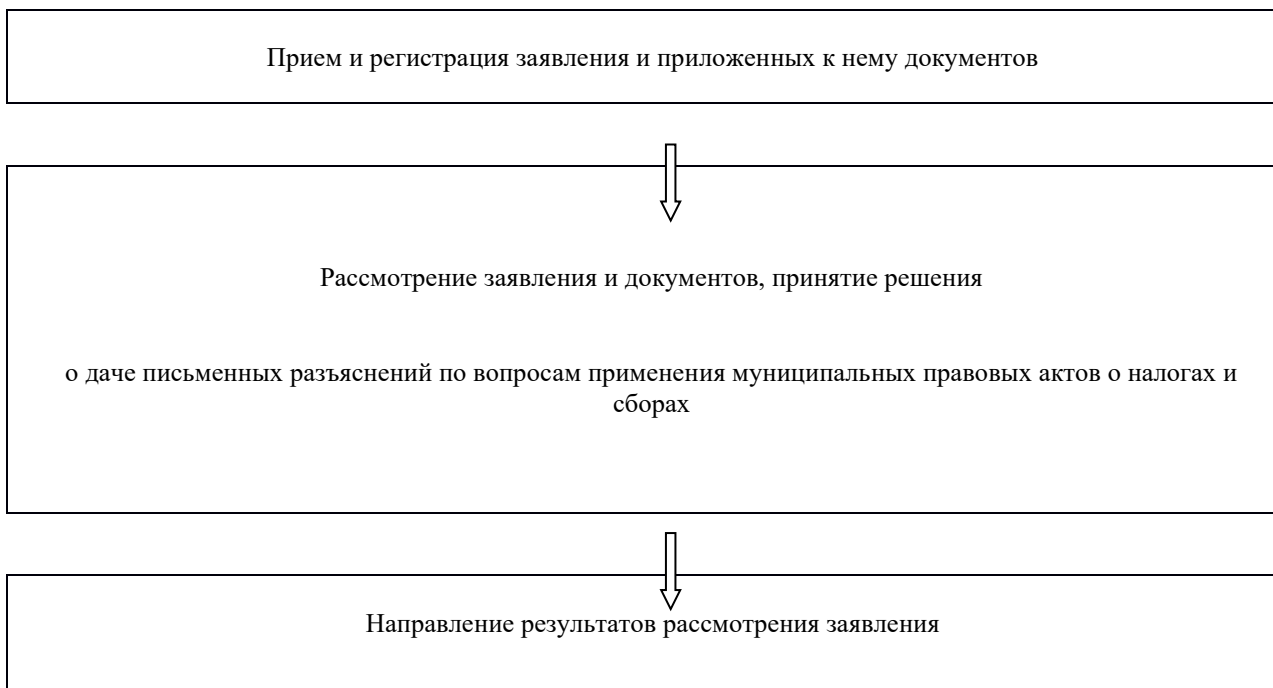 Прием и регистрация заявления и приложенных к нему документов
Рассмотрение заявления и документов, принятие решения
о даче письменных разъяснений по вопросам применения муниципальных правовых актов о налогах и
сборах
Направление результатов рассмотрения заявления